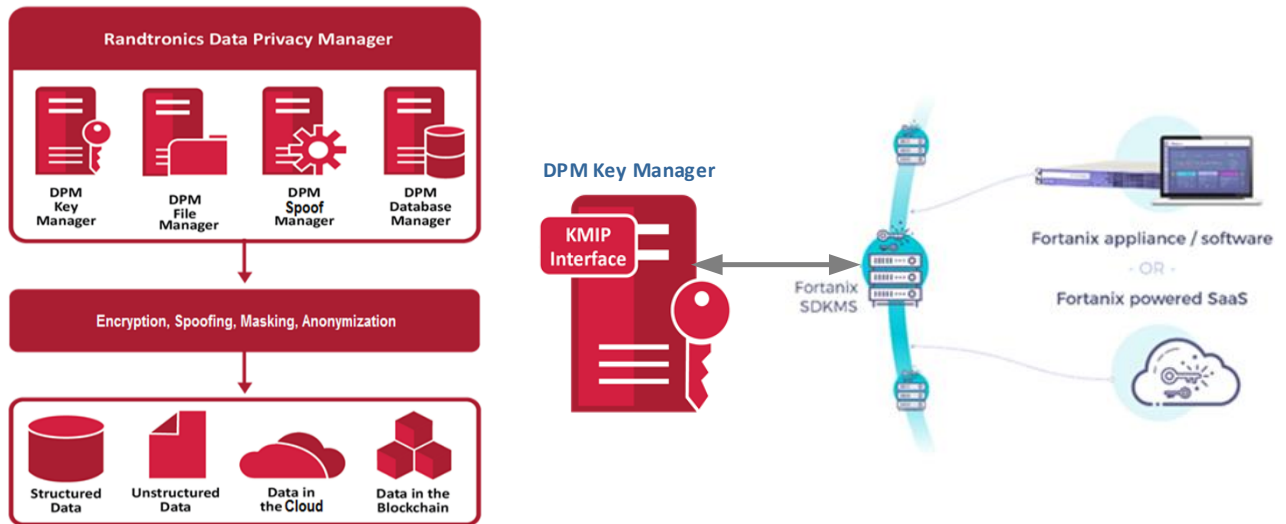 Randtronics Data Privacy Manager
DPM
Key
Manager
DPM
File
Manager
DPM
Spoof
Manager
DPM
Database
Manager
Encryption, Spoofing, Masking, Anonymization
Structured
Data
Unstructured
Data
Data in
the Cloud
Data in the
Blockchain
DPM Key Manager
KMIP
Interface
Fortanix
SDKMS
Fortanix appliance / software
- OR -
Fortanix powered SaaS